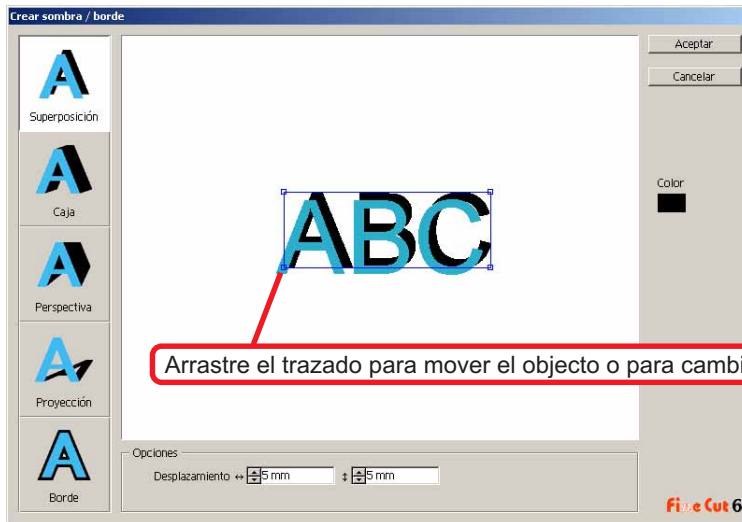 Crear sombra / borde
Aceptar
Cancelar
A
Superposición
A
Caja
A
Perspectiva
A
Proyección
A
Borde
ABC
Color
Arrastre el trazado para mover el objecto o para cambi
Opciones
Desplazamiento ↔ 5 mm ↕ 5 mm
Fine Cut 6